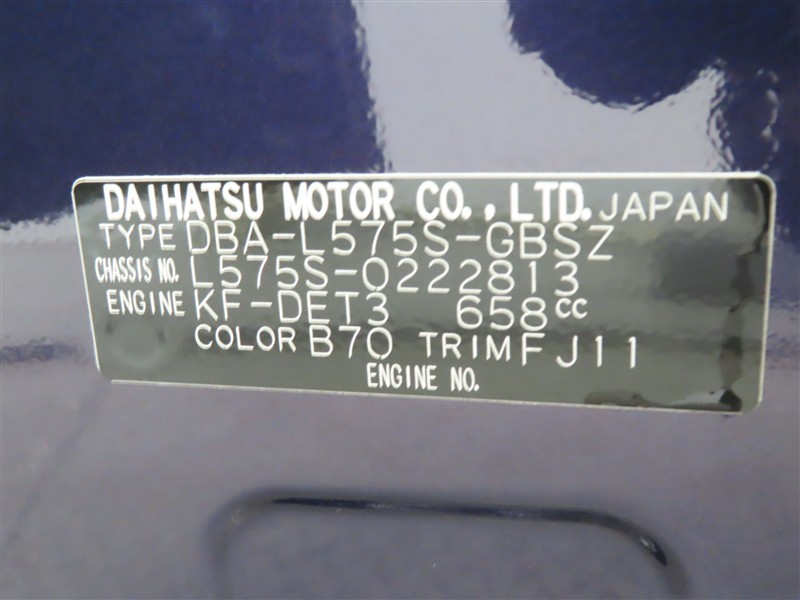 DAIHATSU MOTOR CO., LTD. JAPAN
TYPE DBA-L575S-GBSZ
CHASSIS NO. L575S-0222813
ENGINE KF-DET3 658cc
COLOR B70 TRIM FJ11
ENGINE NO.